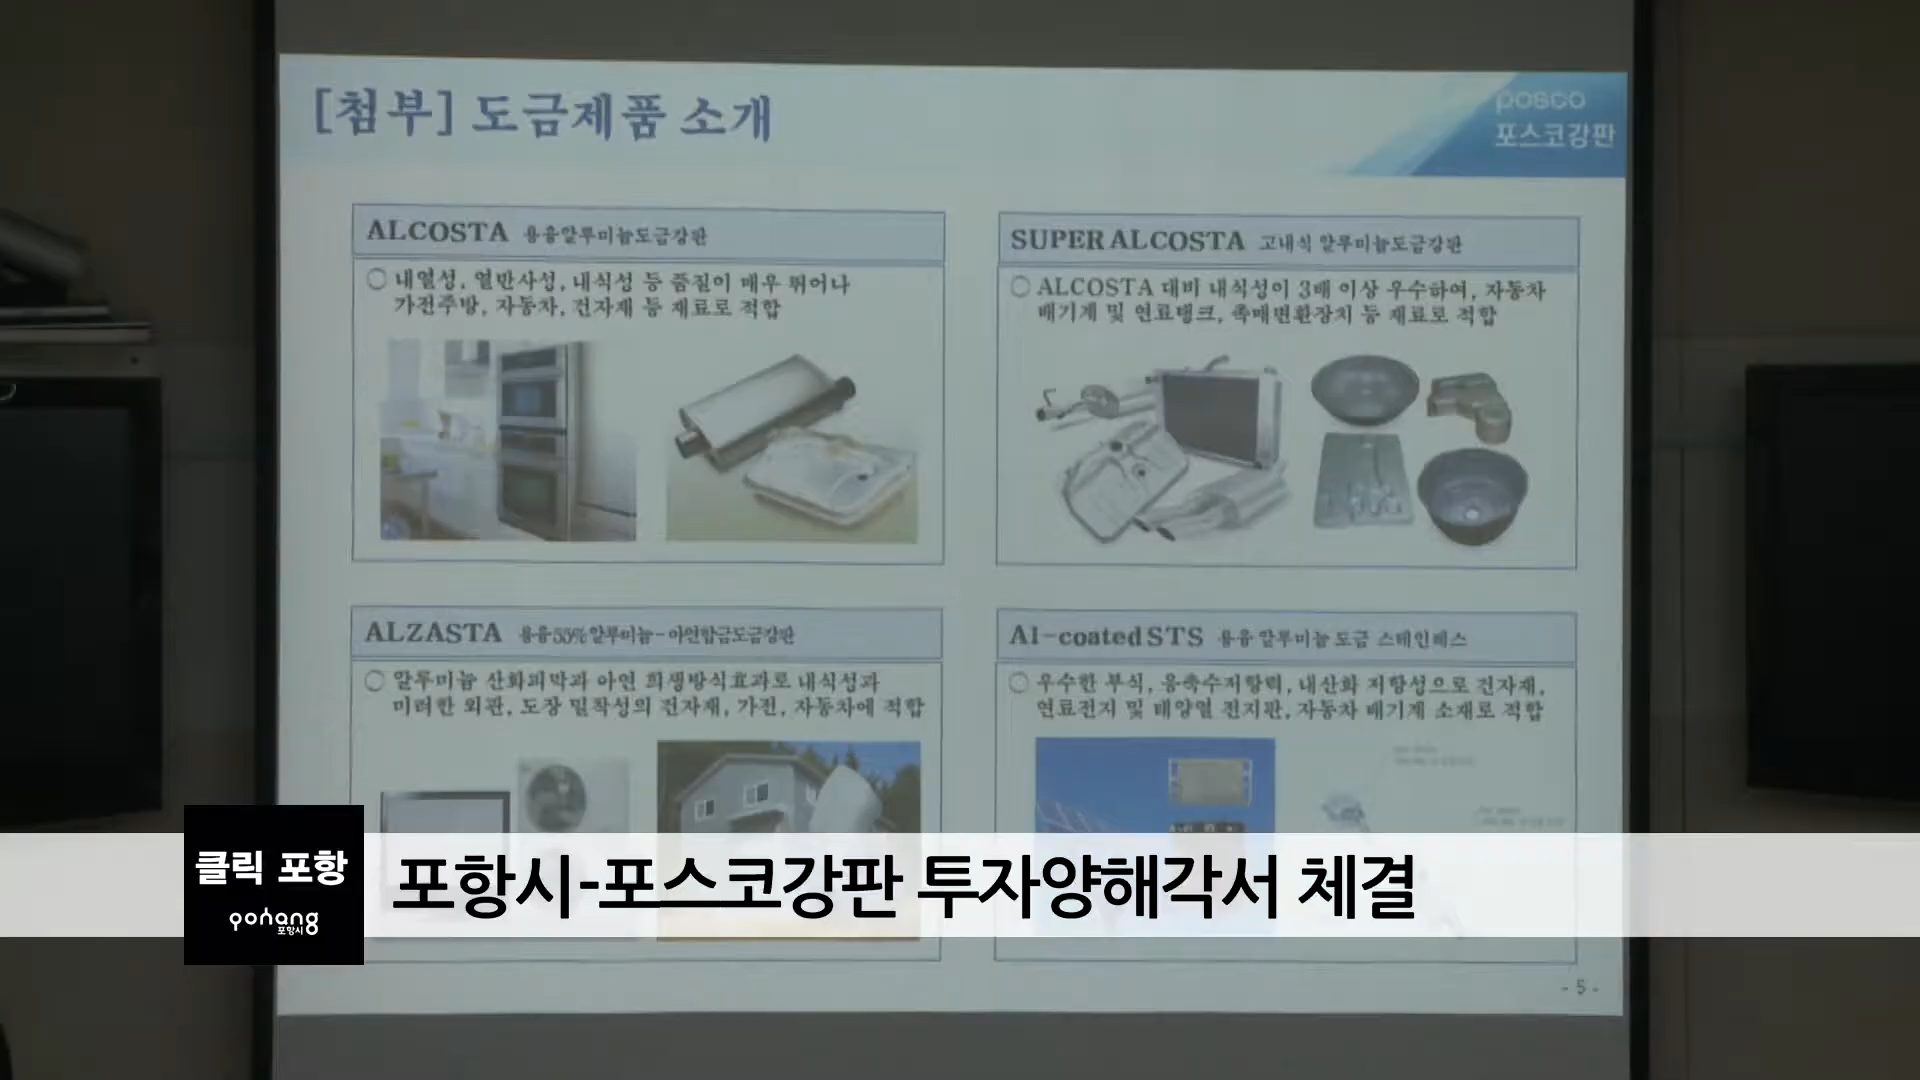 [첨부] 도금제품 소개
posco
포스코강판
ALCOSTA 용융알루미늄도금강판
내열성, 열반사성, 내식성 등 품질이 매우 뛰어나
가전주방, 자동차, 건자재 등 재료로 적합
SUPER ALCOSTA 고내식 알루미늄도금강판
ALCOSTA 대비 내식성이 3배 이상 우수하여, 자동차
배기계 및 연료탱크, 촉매변환장치 등 재료로 적합
ALZASTA 용융55%알루미늄-아연합금도금강판
알루미늄 산화피막과 아연 희생방식효과로 내식성과
미려한 외관, 도장 밀착성의 건자재, 가전, 자동차에 적합
Al-coated STS 용융 알루미늄 도금 스테인레스
우수한 부식, 응축수저항력, 내산화 저항성으로 건자재,
연료전지 및 태양열 전지판, 자동차 배기계 소재로 적합
클릭 포항
pohang
포항시
포항시-포스코강판 투자양해각서 체결
- 5 -